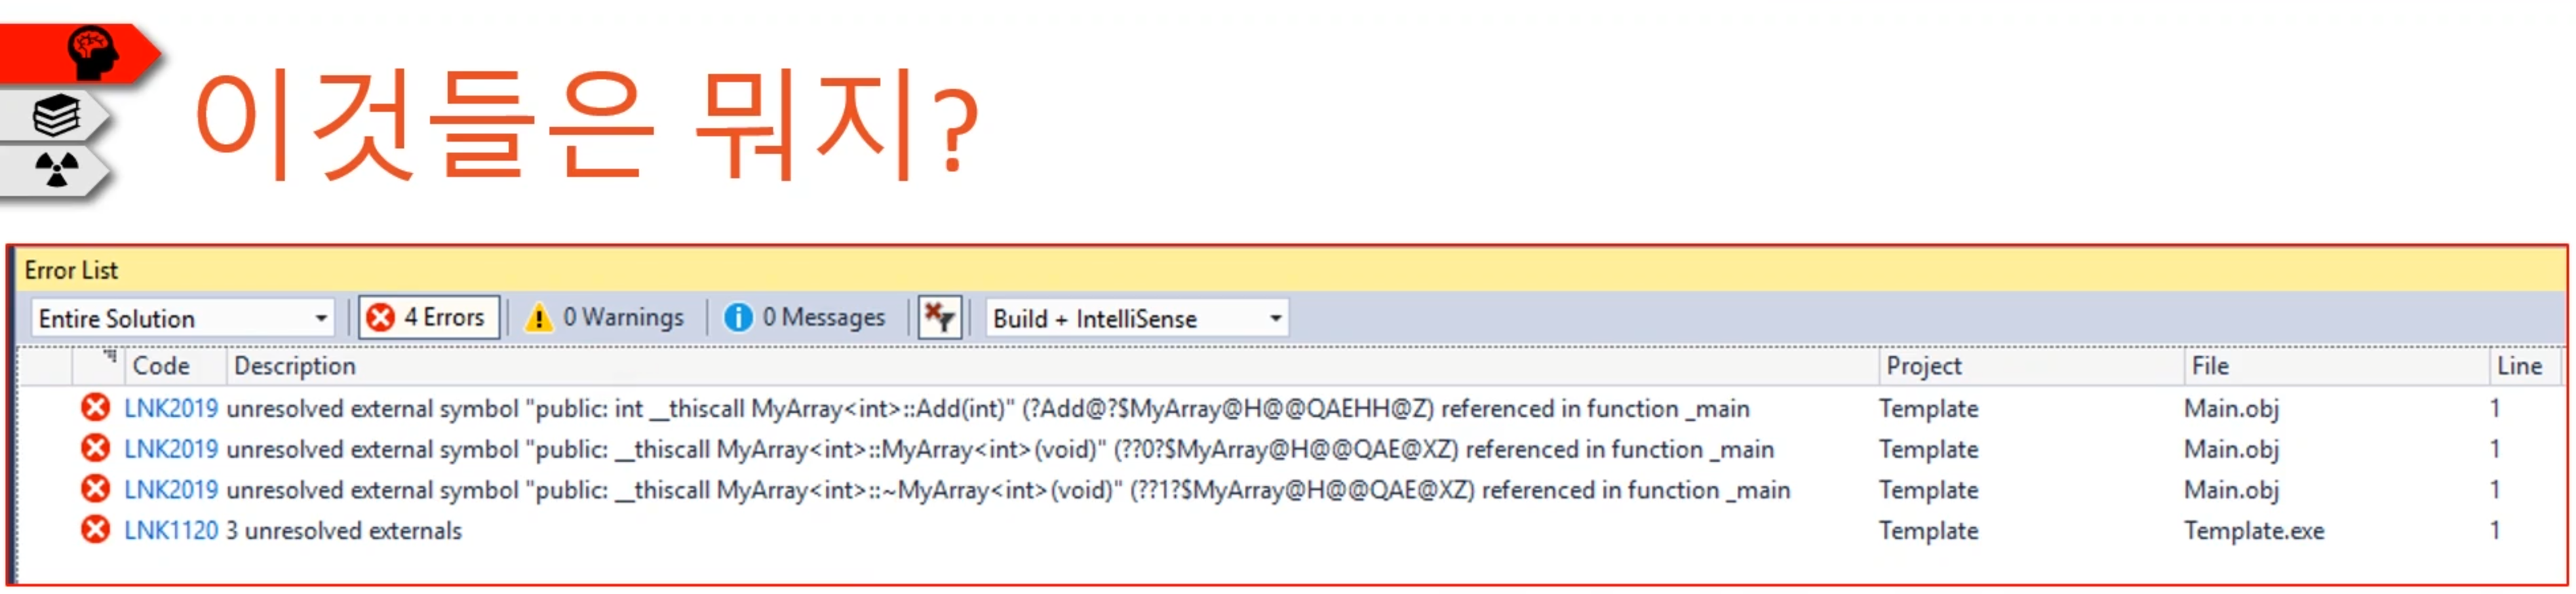 이것들은 뭐지?
Error List
Entire Solution 4 Errors 0 Warnings 0 Messages Build + IntelliSense
Code Description Project File Line
LNK2019 unresolved external symbol "public: int __thiscall MyArray<int>::Add(int)" (?Add@?$MyArray@H@@QAEHH@Z) referenced in function _main Template Main.obj 1
LNK2019 unresolved external symbol "public: __thiscall MyArray<int>::MyArray<int>(void)" (??0?$MyArray@H@@QAE@XZ) referenced in function _main Template Main.obj 1
LNK2019 unresolved external symbol "public: __thiscall MyArray<int>::~MyArray<int>(void)" (??1?$MyArray@H@@QAE@XZ) referenced in function _main Template Main.obj 1
LNK1120 3 unresolved externals Template Template.exe 1